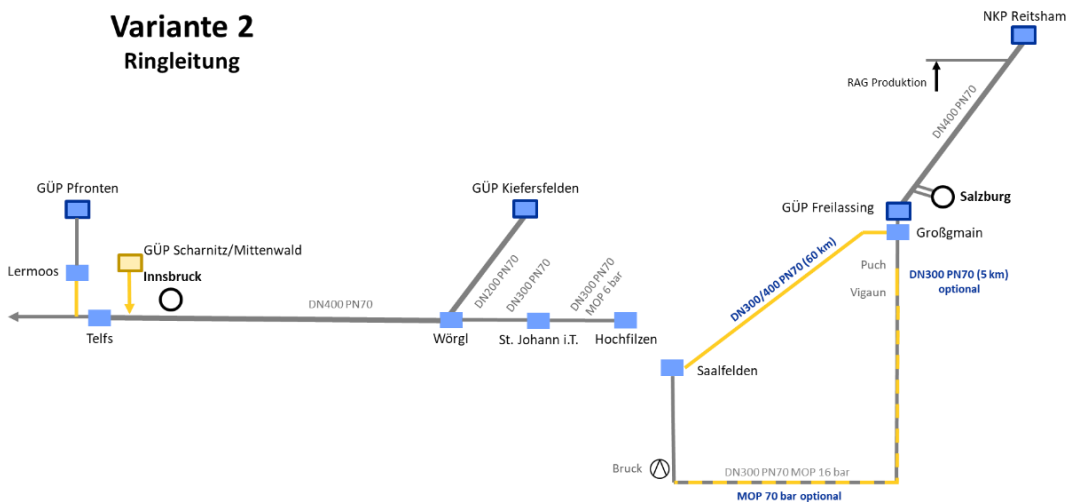 Variante 2
Ringleitung
NKP Reitsham
RAG Produktion
DN400 PN70
GÜP Pfronten
GÜP Kiefersfelden
GÜP Freilassing
Salzburg
Großgmain
GÜP Scharnitz/Mittenwald
Lermoos
Innsbruck
DN400 PN70
DN200 PN70
DN300 PN70
DN300 PN70
MOP 6 bar
DN300/400 PN70 (60 km)
Puch
Vigaun
DN300 PN70 (5 km)
optional
Telfs
Wörgl
St. Johann i.T.
Hochfilzen
Saalfelden
Bruck
DN300 PN70 MOP 16 bar
MOP 70 bar optional